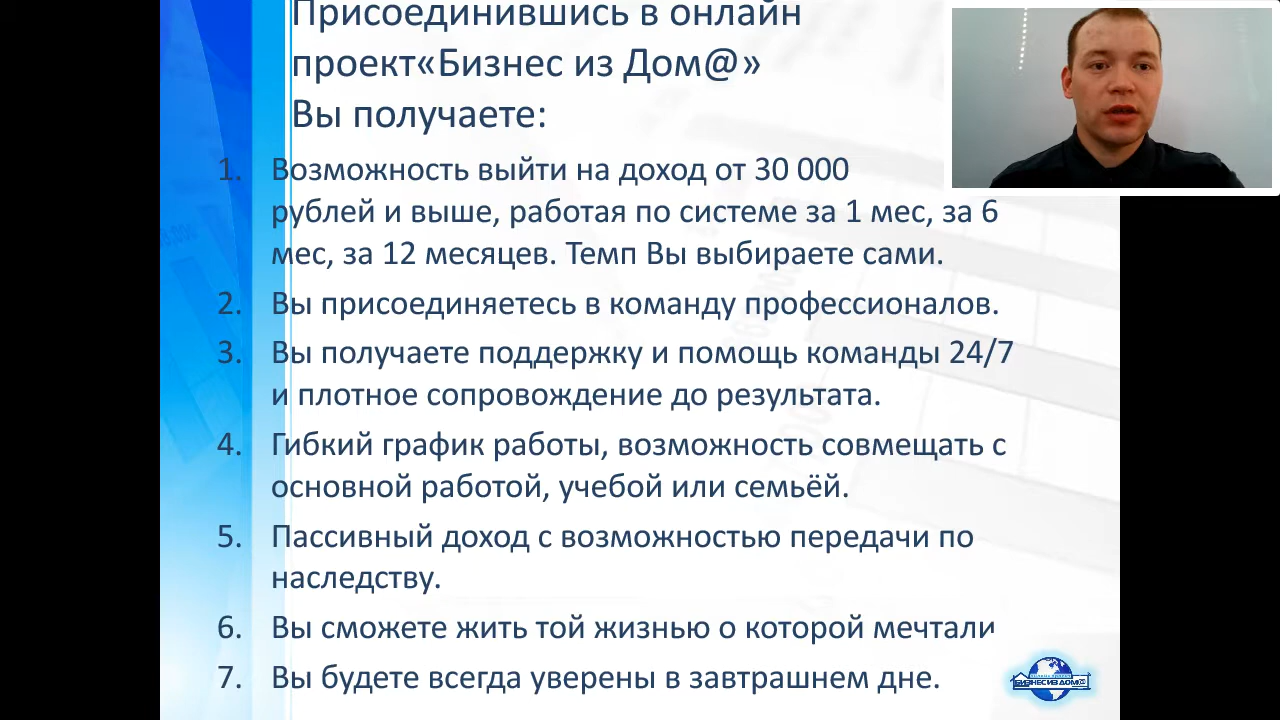 Присоединившись в онлайн
проект«Бизнес из Дом@»
Вы получаете:
1. Возможность выйти на доход от 30 000
рублей и выше, работая по системе за 1 мес, за 6
мес, за 12 месяцев. Темп Вы выбираете сами.
2. Вы присоединяетесь в команду профессионалов.
3. Вы получаете поддержку и помощь команды 24/7
и плотное сопровождение до результата.
4. Гибкий график работы, возможность совмещать с
основной работой, учебой или семьёй.
5. Пассивный доход с возможностью передачи по
наследству.
6. Вы сможете жить той жизнью о которой мечтали
7. Вы будете всегда уверены в завтрашнем дне.
БИЗНЕС ИЗ ДОМ@